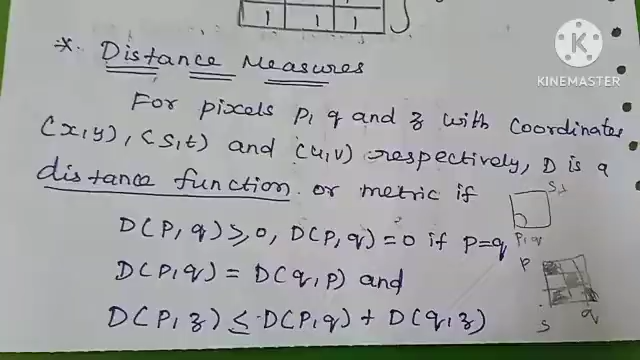 1 1 1
* Distance Measures
For pixels p, q and z with coordinates
(x,y), (s,t) and (u,v) respectively, D is a
distance function or metric if
D(p,q) ≥, 0, D(p,q) = 0 if p=q
D(p,q) = D(q,p) and
D(p,z) ≤ D(p,q) + D(q,z)
s,t
p,q
p
s q
K
KINEMASTER